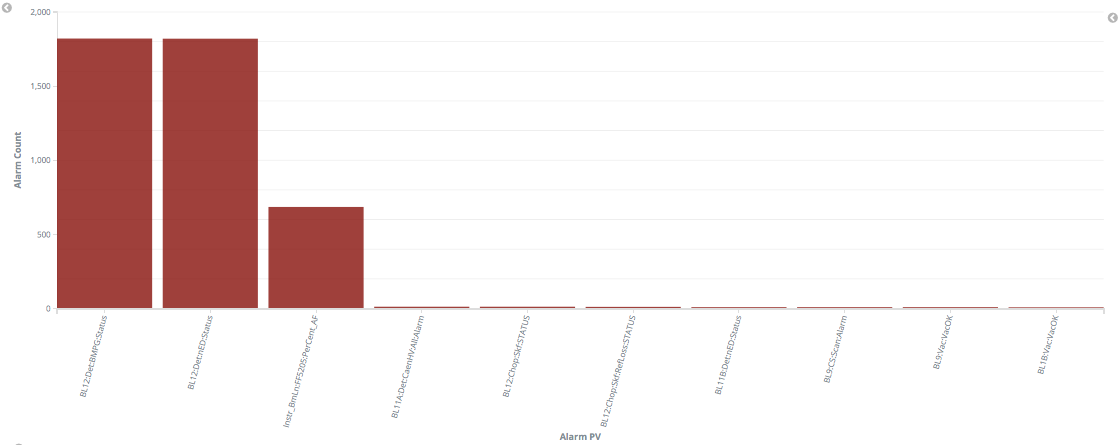 2,000
1,500
1,000
500
0
Alarm Count
BL12:Det:BMPG:Status
BL12:Det:nED:Status
Instr_BmLn:FF5205:PerCent_AF
BL11A:Det:CaenHV:All:Alarm
BL12:Chop:Skf:STATUS
BL12:Chop:Skf:RefLoss:STATUS
BL11B:Det:nED:Status
BL9:CS:Scan:Alarm
BL9:Vac:VacOK
BL1B:Vac:VacOK
Alarm PV